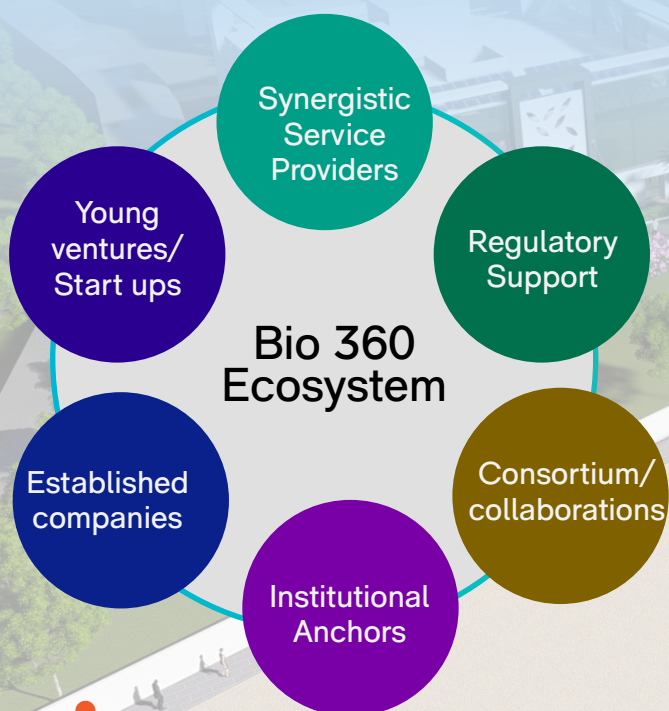 Synergistic
Service
Providers
Young
ventures/
Start ups
Regulatory
Support
Bio 360
Ecosystem
Established
companies
Consortium/
collaborations
Institutional
Anchors